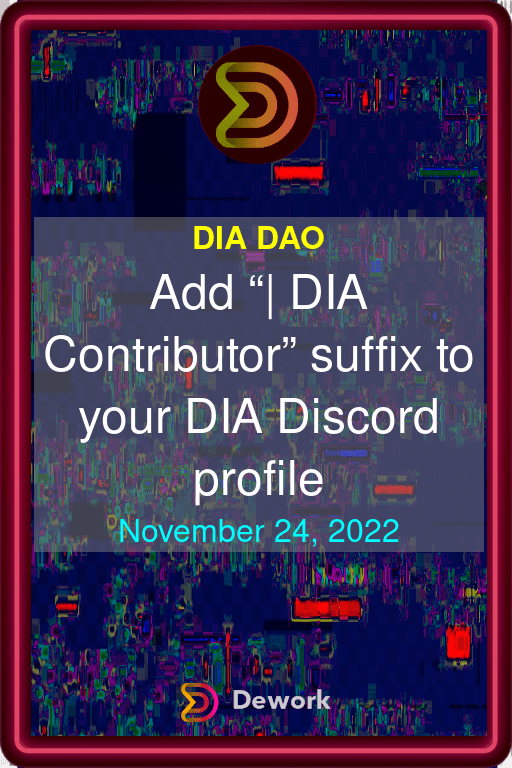 DIA DAO
Add “| DIA
Contributor” suffix to
your DIA Discord
profile
November 24, 2022
Dework